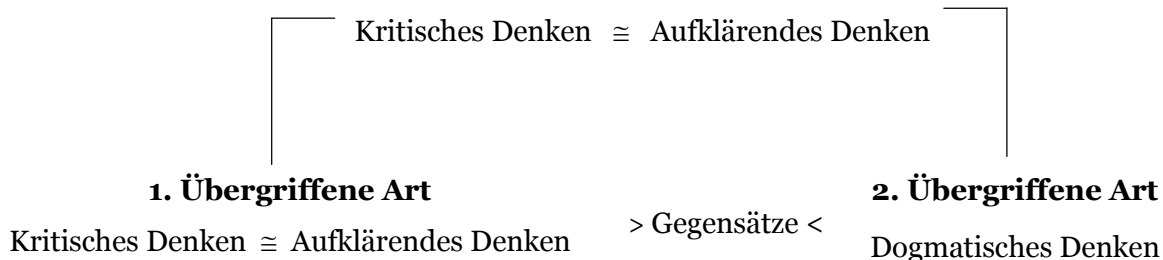 Kritisches Denken ≅ Aufklärendes Denken
1. Übergriffene Art
2. Übergriffene Art
Kritisches Denken ≅ Aufklärendes Denken
> Gegensätze <
Dogmatisches Denken